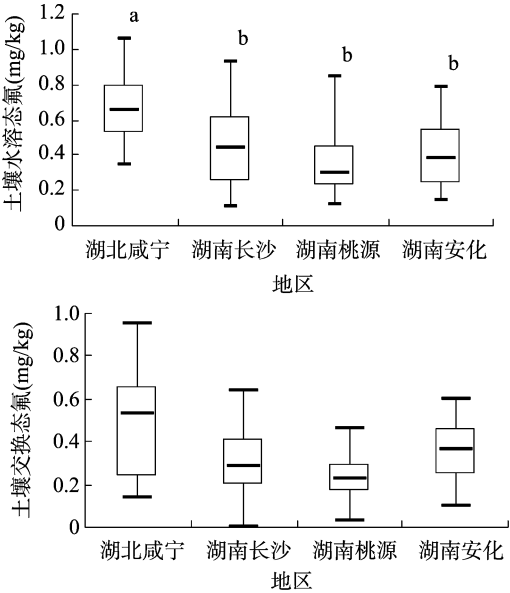 土壤水溶态氟(mg/kg)
1.2
1.0
0.8
0.6
0.4
0.2
0
a
b
b
b
湖北咸宁 湖南长沙 湖南桃源 湖南安化
地区
土壤交换态氟(mg/kg)
1.0
0.8
0.6
0.4
0.2
0
湖北咸宁 湖南长沙 湖南桃源 湖南安化
地区